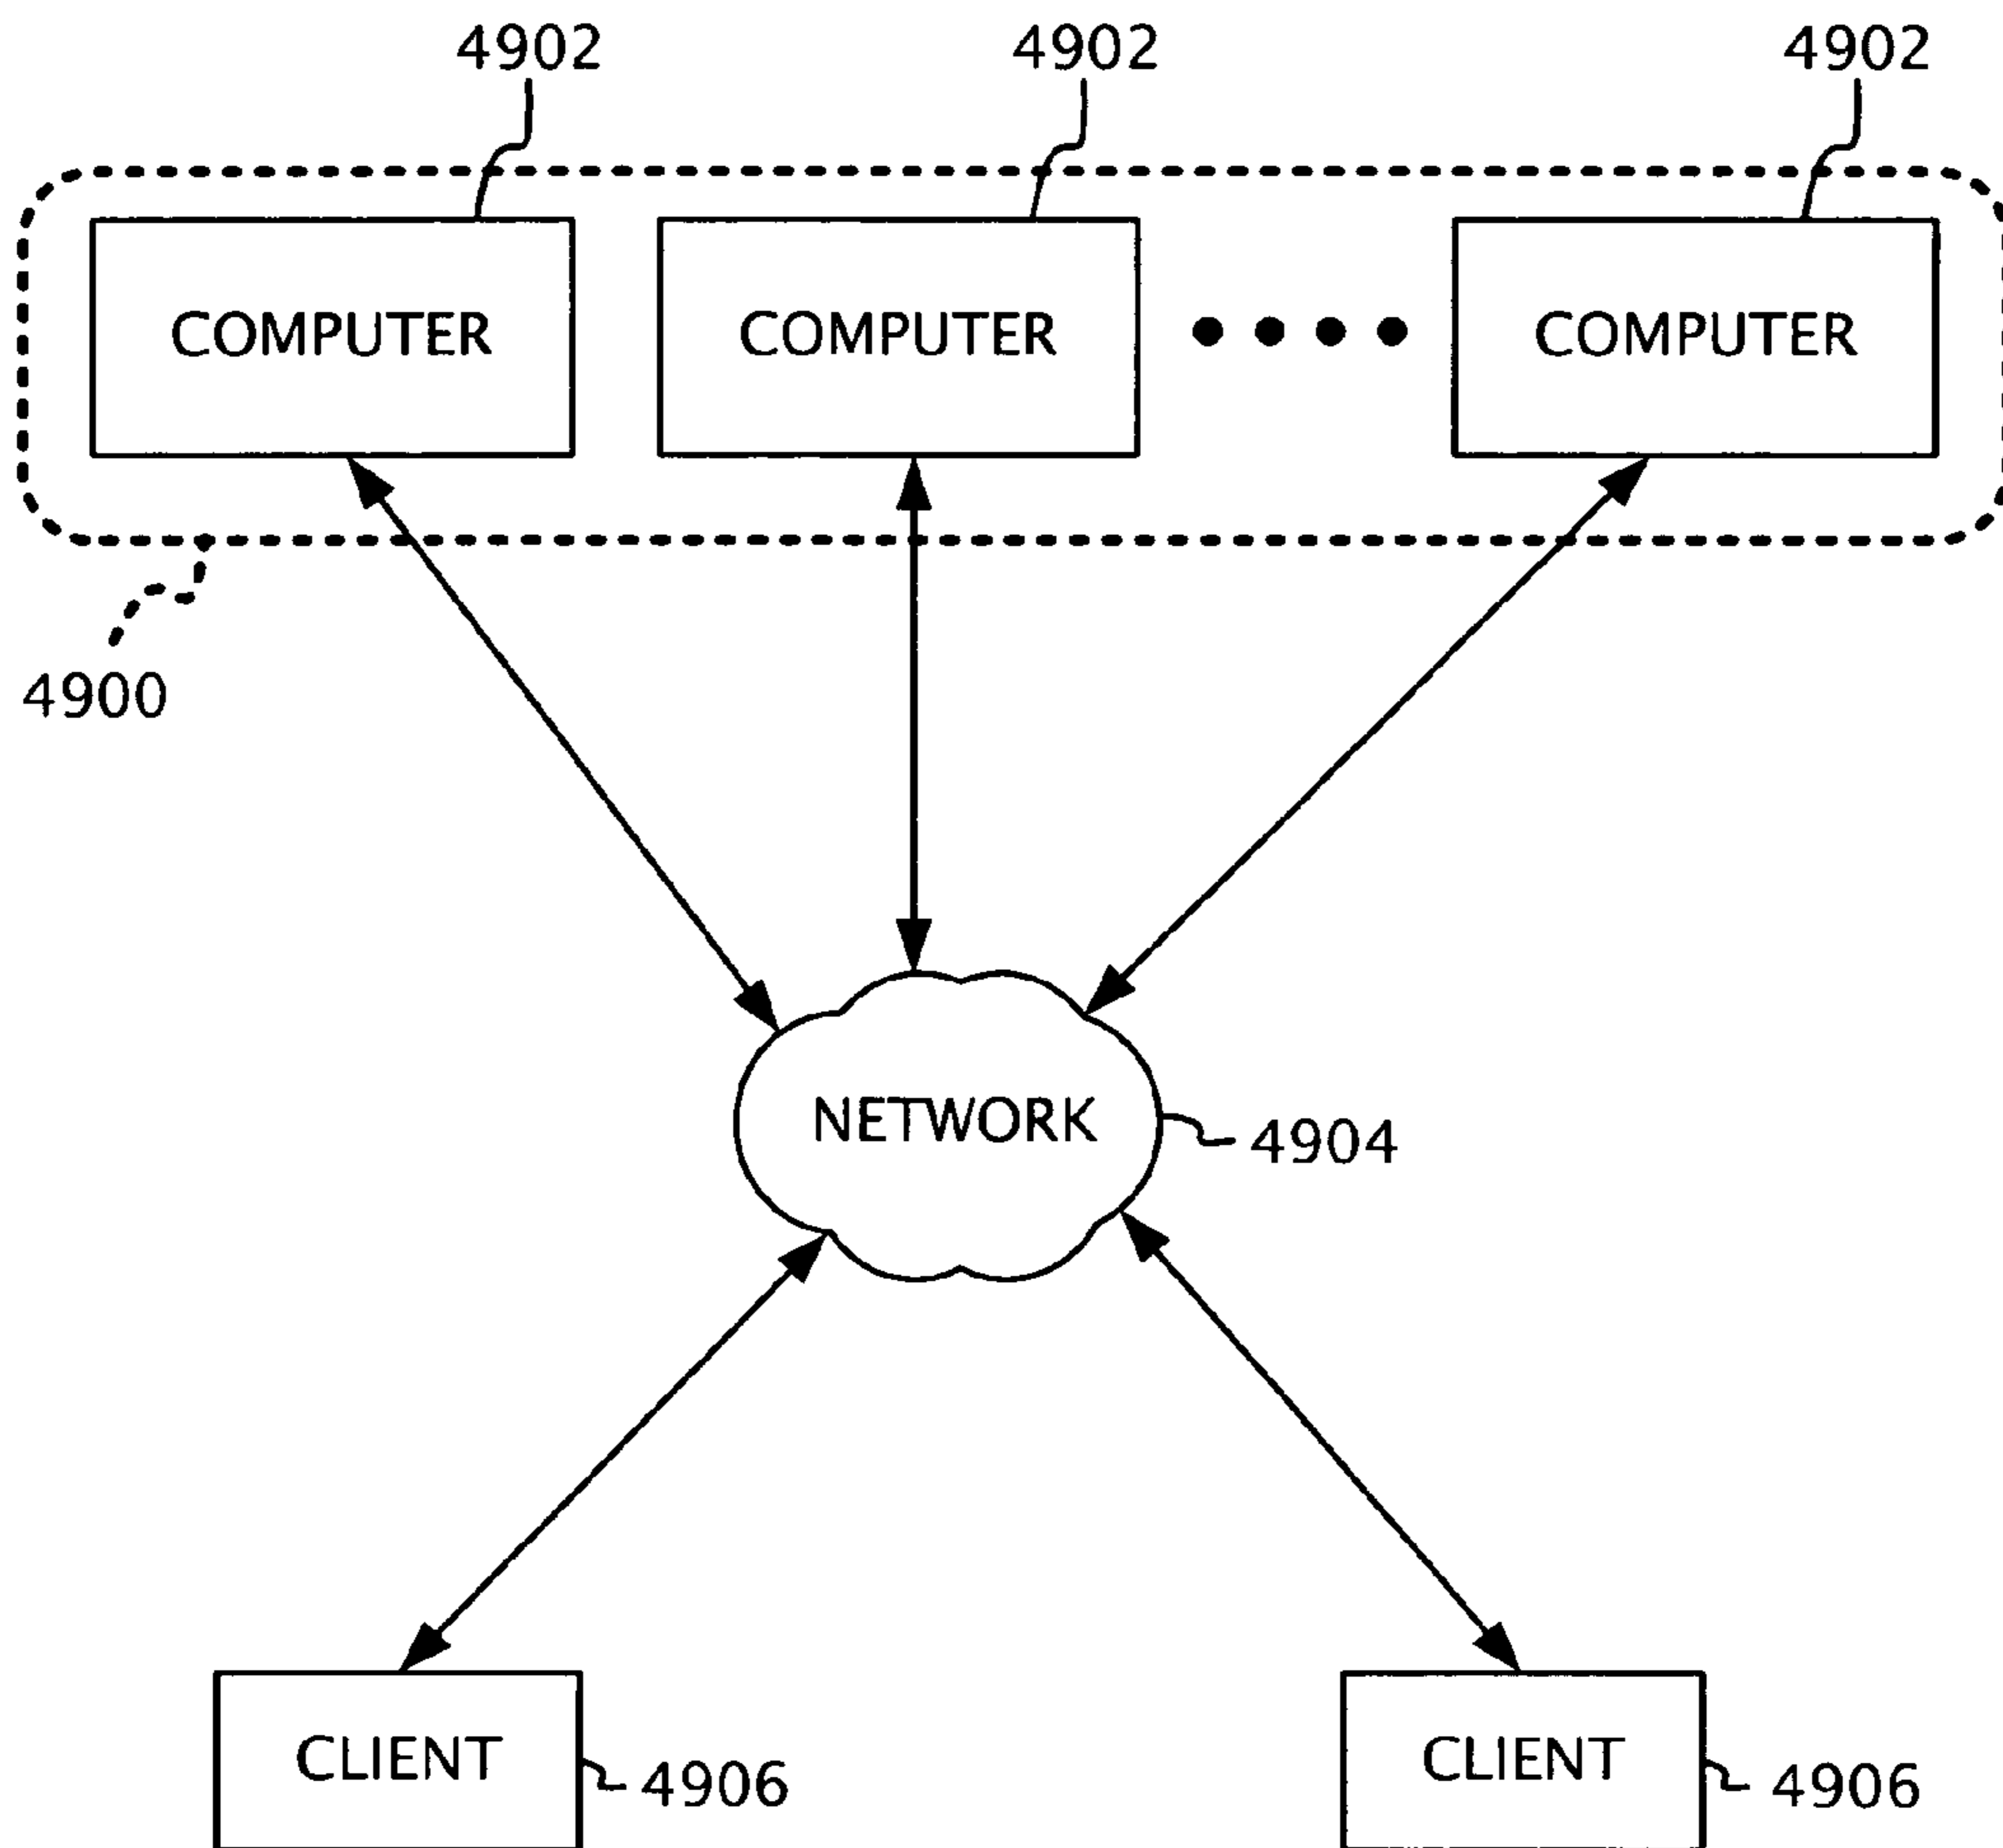 4902 4902 4902
COMPUTER COMPUTER COMPUTER
4900
NETWORK
4904
CLIENT 4906 CLIENT 4906